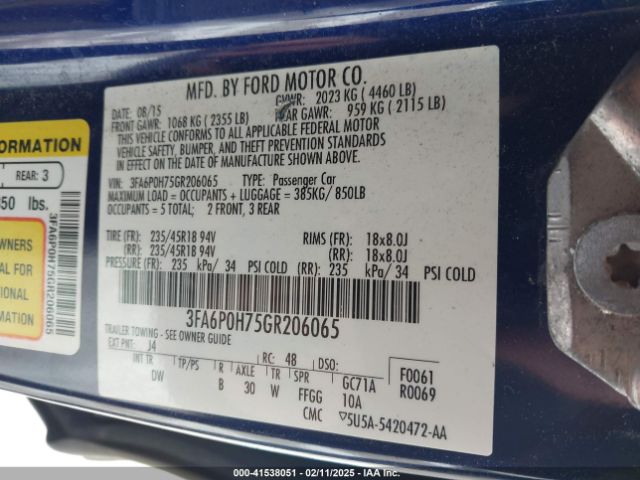 ORMATION
REAR: 3
850 lbs.
WNERS
AL FOR
IONAL
TION
3FA6P0H75GR206065
MFD. BY FORD MOTOR CO.
DATE: 08/15 GVWR: 2023 KG ( 4460 LB)
FRONT GAWR: 1068 KG ( 2355 LB) AR GAWR: 959 KG ( 2115 LB)
THIS VEHICLE CONFORMS TO ALL APPLICABLE FEDERAL MOTOR
VEHICLE SAFETY, BUMPER, AND THEFT PREVENTION STANDARDS
IN EFFECT ON THE DATE OF MANUFACTURE SHOWN ABOVE.
VIN: 3FA6P0H75GR206065 TYPE: Passenger Car
MAXIMUM LOAD = OCCUPANTS + LUGGAGE = 385KG/ 850LB
OCCUPANTS = 5 TOTAL; 2 FRONT, 3 REAR
TIRE (FR): 235/45R18 94V RIMS (FR): 18x8.0J
(RR): 235/45R18 94V (RR): 18x8.0J
PRESSURE (FR): 235 kPa/ 34 PSI COLD (RR): 235 kPa/ 34 PSI COLD
3FA6P0H75GR206065
TRAILER TOWING - SEE OWNER GUIDE
EXT PNT: J4 RC: 48 DSO:
INT TR TP/PS R AXLE TR SPR GC71A F0061
DW B 30 W FFGG 10A R0069
CMC 5U5A-5420472-AA
000-41538051 - 02/11/2025 - IAA Inc.